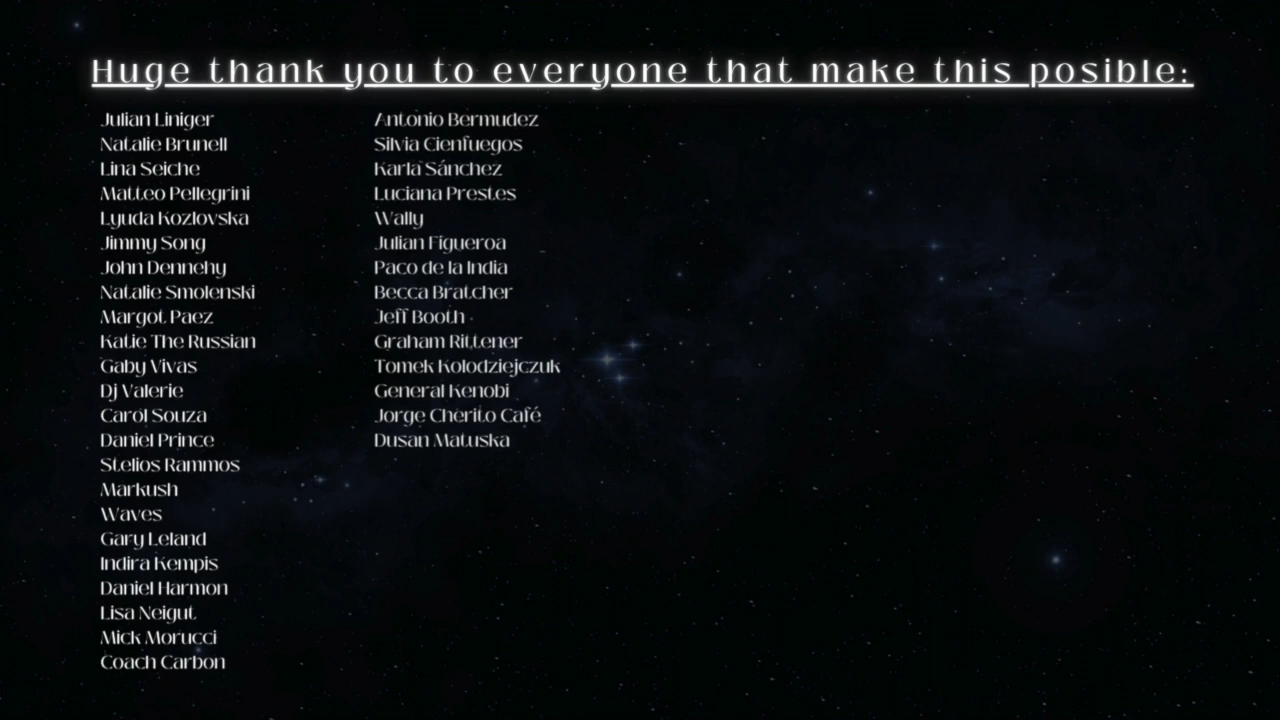 Huge thank you to everyone that make this posible:
Julian Liniger
Natalie Brunell
Lina Seiche
Matteo Pellegrini
Lyuda Kozlovska
Jimmy Song
John Dennehy
Natalie Smolenski
Margot Paez
Katie The Russian
Gaby Vivas
Dj Valerie
Carol Souza
Daniel Prince
Stelios Rammos
Markush
Waves
Gary Leland
Indira Kempis
Daniel Harmon
Lisa Neigut
Mick Morucci
Coach Carbon
Antonio Bermudez
Silvia Cienfuegos
Karla Sánchez
Luciana Prestes
Wally
Julian Figueroa
Paco de la India
Becca Bratcher
Jeff Booth
Graham Rittener
Tomek Kolodziejczuk
General Kenobi
Jorge Cherito Café
Dusan Matuska